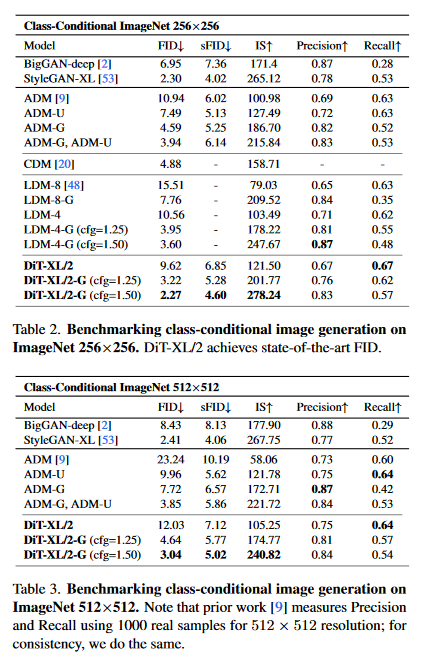 Class-Conditional ImageNet 256×256
Model FID↓ sFID↓ IS↑ Precision↑ Recall↑
BigGAN-deep [2] 6.95 7.36 171.4 0.87 0.28
StyleGAN-XL [53] 2.30 4.02 265.12 0.78 0.53
ADM [9] 10.94 6.02 100.98 0.69 0.63
ADM-U 7.49 5.13 127.49 0.72 0.63
ADM-G 4.59 5.25 186.70 0.82 0.52
ADM-G, ADM-U 3.94 6.14 215.84 0.83 0.53
CDM [20] 4.88 - 158.71 - -
LDM-8 [48] 15.51 - 79.03 0.65 0.63
LDM-8-G 7.76 - 209.52 0.84 0.35
LDM-4 10.56 - 103.49 0.71 0.62
LDM-4-G (cfg=1.25) 3.95 - 178.22 0.81 0.55
LDM-4-G (cfg=1.50) 3.60 - 247.67 0.87 0.48
DiT-XL/2 9.62 6.85 121.50 0.67 0.67
DiT-XL/2-G (cfg=1.25) 3.22 5.28 201.77 0.76 0.62
DiT-XL/2-G (cfg=1.50) 2.27 4.60 278.24 0.83 0.57
Table 2. Benchmarking class-conditional image generation on
ImageNet 256×256. DiT-XL/2 achieves state-of-the-art FID.
Class-Conditional ImageNet 512×512
Model FID↓ sFID↓ IS↑ Precision↑ Recall↑
BigGAN-deep [2] 8.43 8.13 177.90 0.88 0.29
StyleGAN-XL [53] 2.41 4.06 267.75 0.77 0.52
ADM [9] 23.24 10.19 58.06 0.73 0.60
ADM-U 9.96 5.62 121.78 0.75 0.64
ADM-G 7.72 6.57 172.71 0.87 0.42
ADM-G, ADM-U 3.85 5.86 221.72 0.84 0.53
DiT-XL/2 12.03 7.12 105.25 0.75 0.64
DiT-XL/2-G (cfg=1.25) 4.64 5.77 174.77 0.81 0.57
DiT-XL/2-G (cfg=1.50) 3.04 5.02 240.82 0.84 0.54
Table 3. Benchmarking class-conditional image generation on
ImageNet 512×512. Note that prior work [9] measures Precision
and Recall using 1000 real samples for 512 × 512 resolution; for
consistency, we do the same.